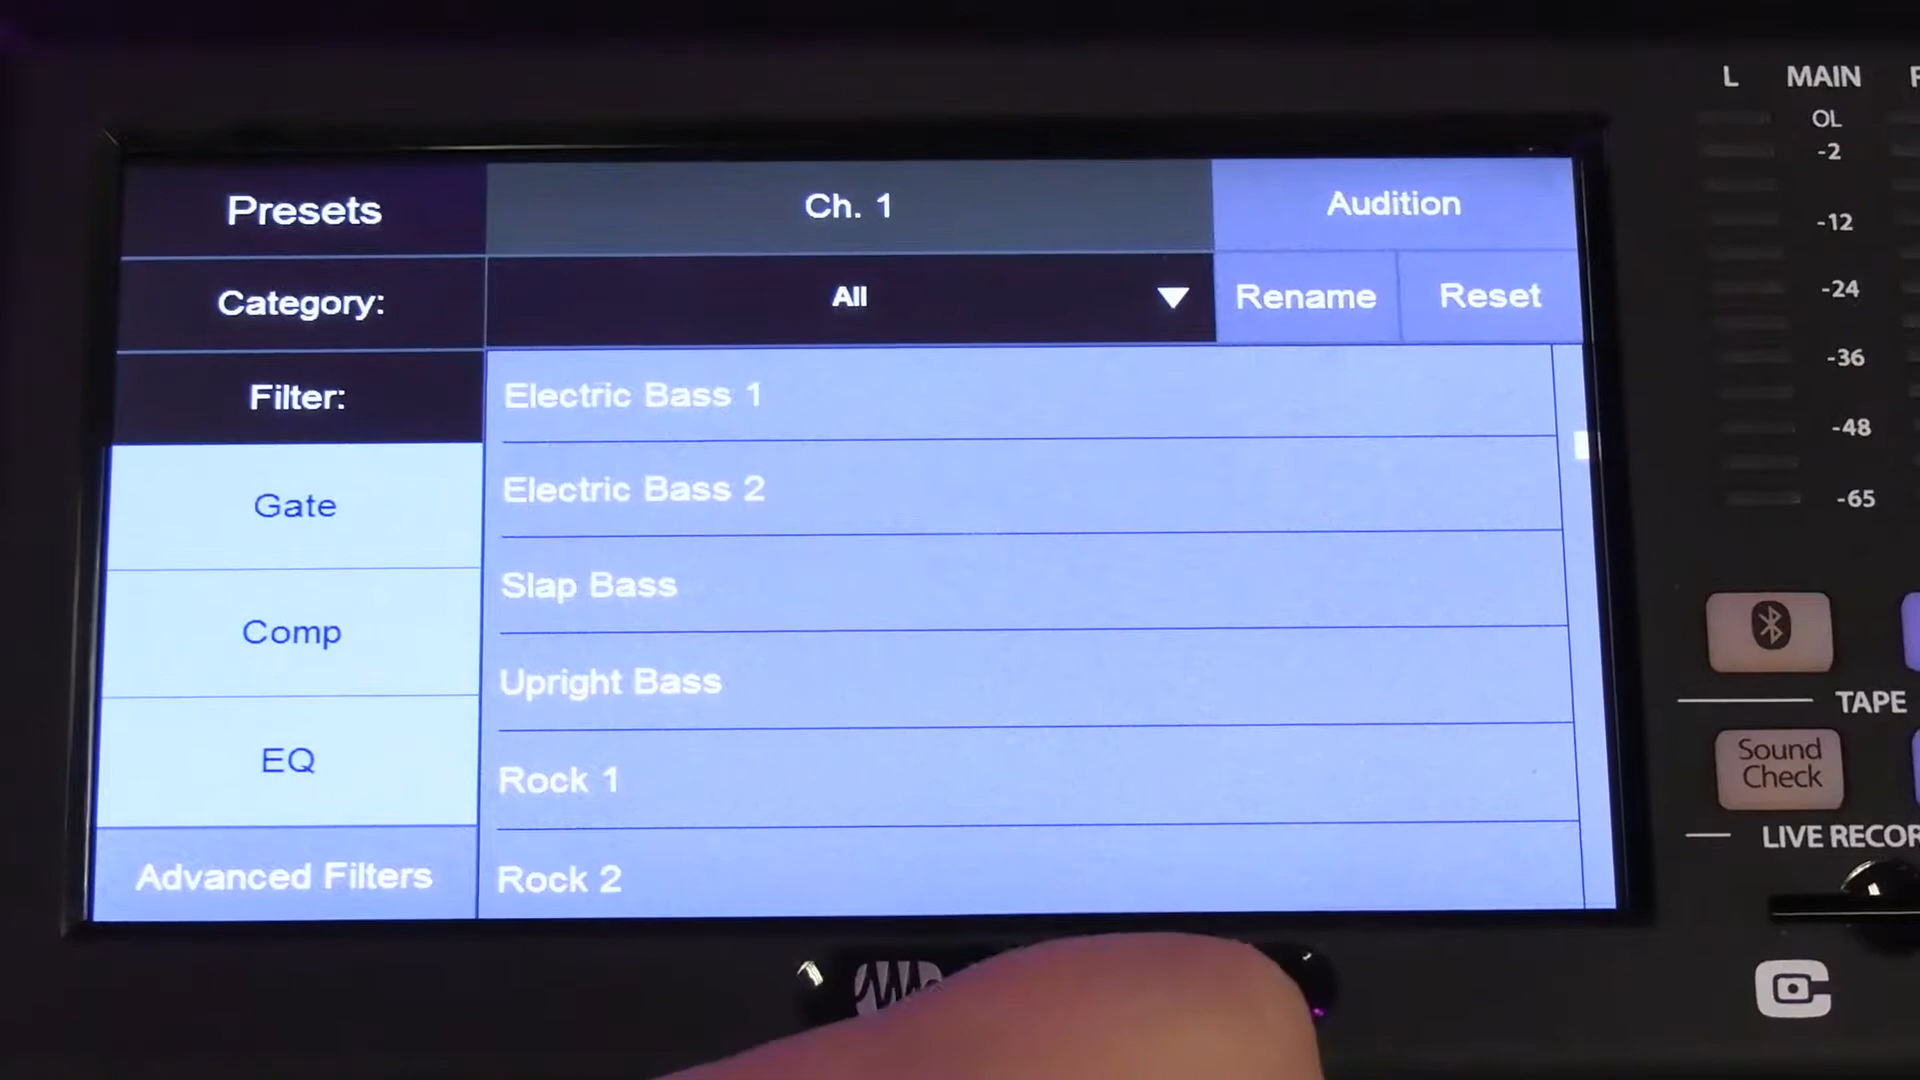 Presets
Ch. 1
Audition
Category:
All
Rename
Reset
Filter:
Gate
Comp
EQ
Advanced Filters
Electric Bass 1
Electric Bass 2
Slap Bass
Upright Bass
Rock 1
Rock 2
L
MAIN
OL
-2
-12
-24
-36
-48
-65
TAPE
Sound
Check
LIVE RECOR